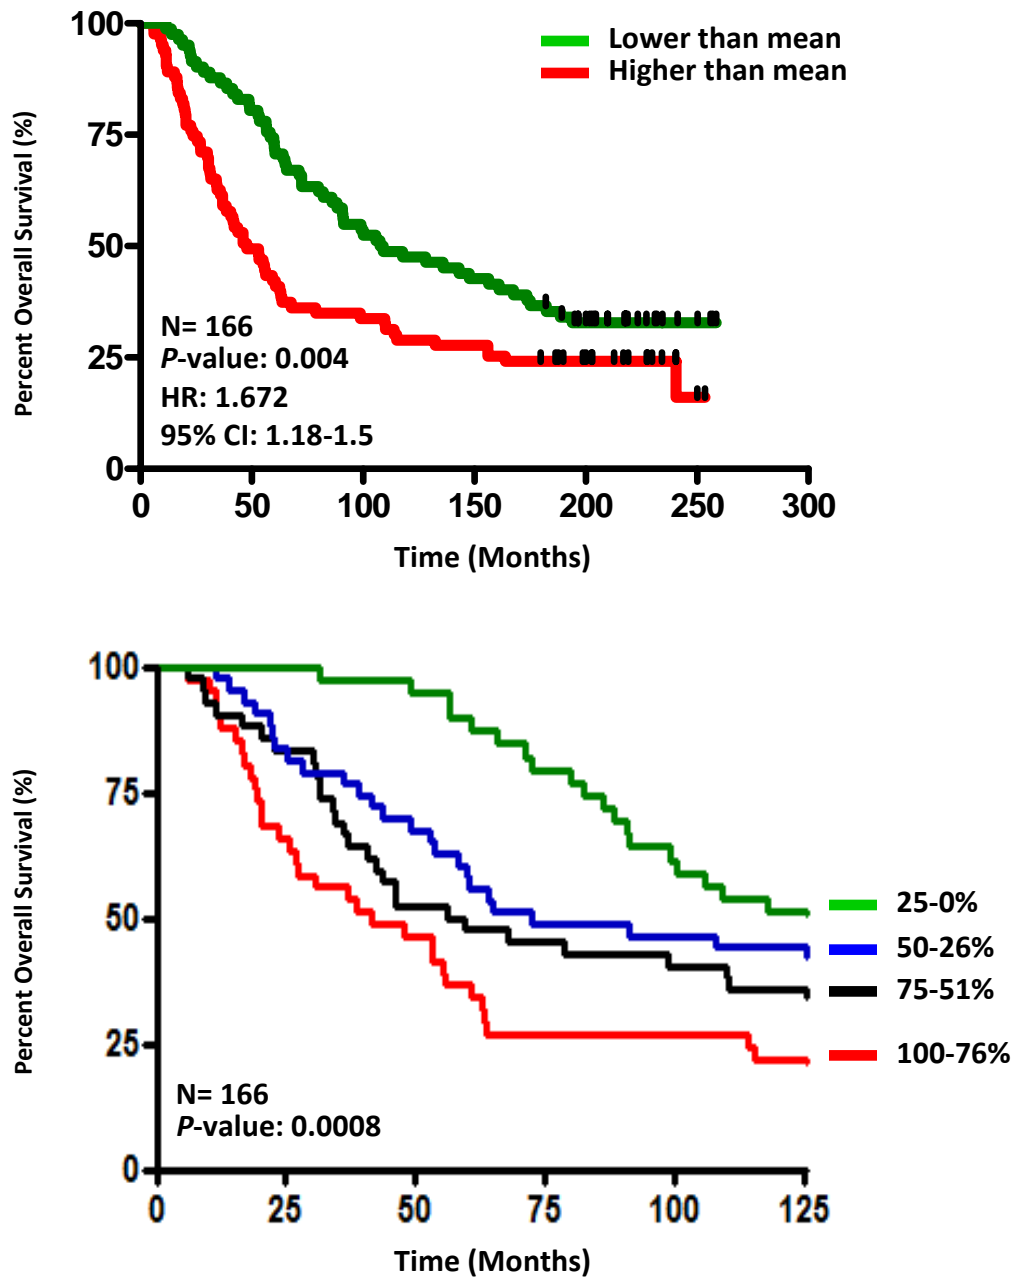 Percent Overall Survival (%)
100
75
50
25
0
Lower than mean
Higher than mean
N= 166
P-value: 0.004
HR: 1.672
95% CI: 1.18-1.5
0 50 100 150 200 250 300
Time (Months)
Percent Overall Survival (%)
100
75
50
25
0
25-0%
50-26%
75-51%
100-76%
N= 166
P-value: 0.0008
0 25 50 75 100 125
Time (Months)